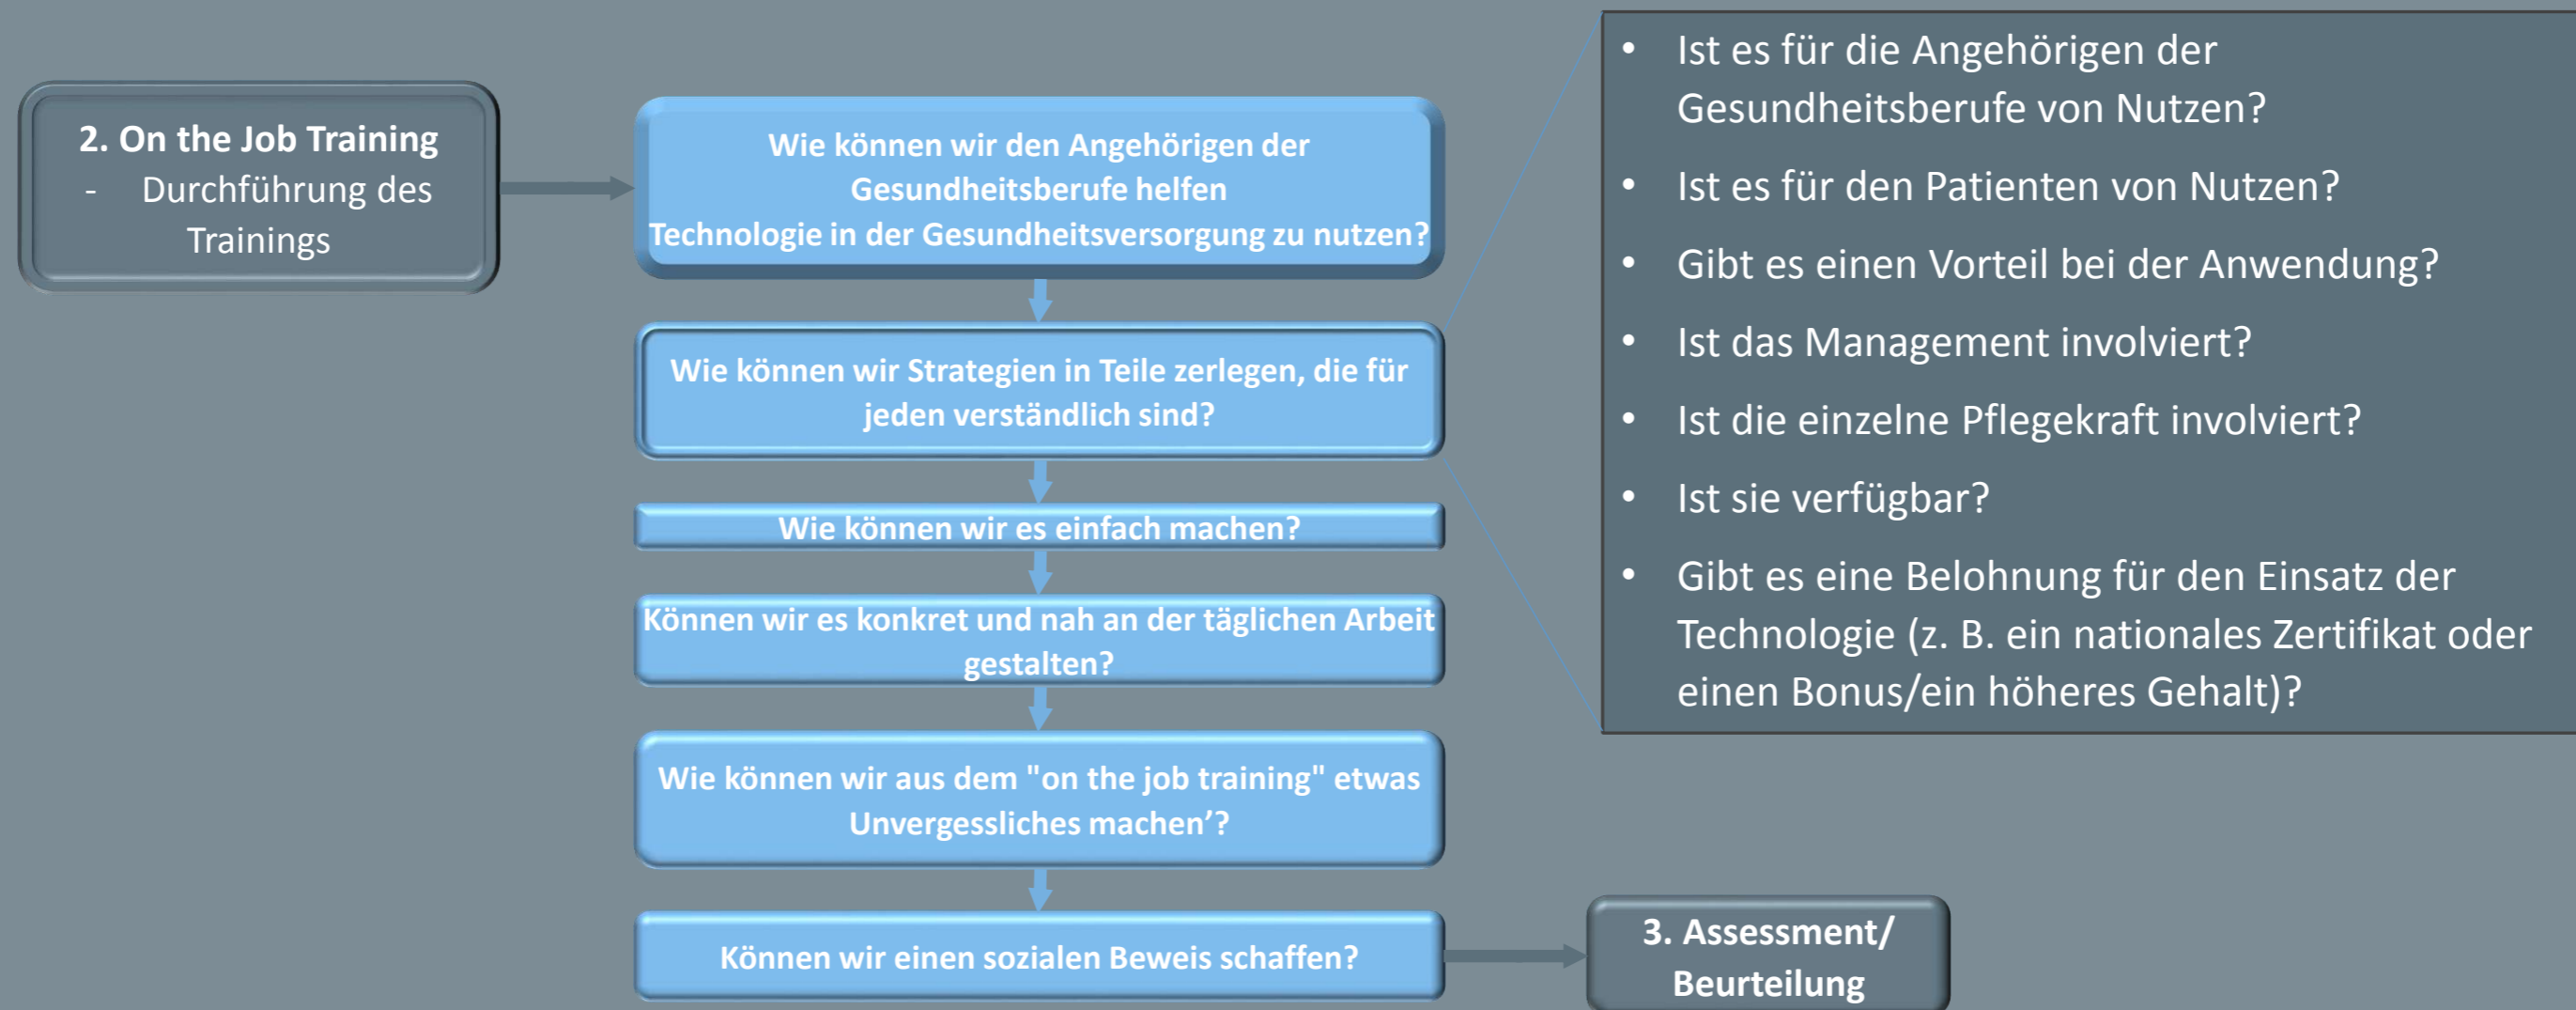 2. On the Job Training
- Durchführung des
Trainings
Wie können wir den Angehörigen der
Gesundheitsberufe helfen
Technologie in der Gesundheitsversorgung zu nutzen?
Wie können wir Strategien in Teile zerlegen, die für
jeden verständlich sind?
Wie können wir es einfach machen?
Können wir es konkret und nah an der täglichen Arbeit
gestalten?
Wie können wir aus dem "on the job training" etwas
Unvergessliches machen’?
Können wir einen sozialen Beweis schaffen?
• Ist es für die Angehörigen der
Gesundheitsberufe von Nutzen?
• Ist es für den Patienten von Nutzen?
• Gibt es einen Vorteil bei der Anwendung?
• Ist das Management involviert?
• Ist die einzelne Pflegekraft involviert?
• Ist sie verfügbar?
• Gibt es eine Belohnung für den Einsatz der
Technologie (z. B. ein nationales Zertifikat oder
einen Bonus/ein höheres Gehalt)?
3. Assessment/
Beurteilung